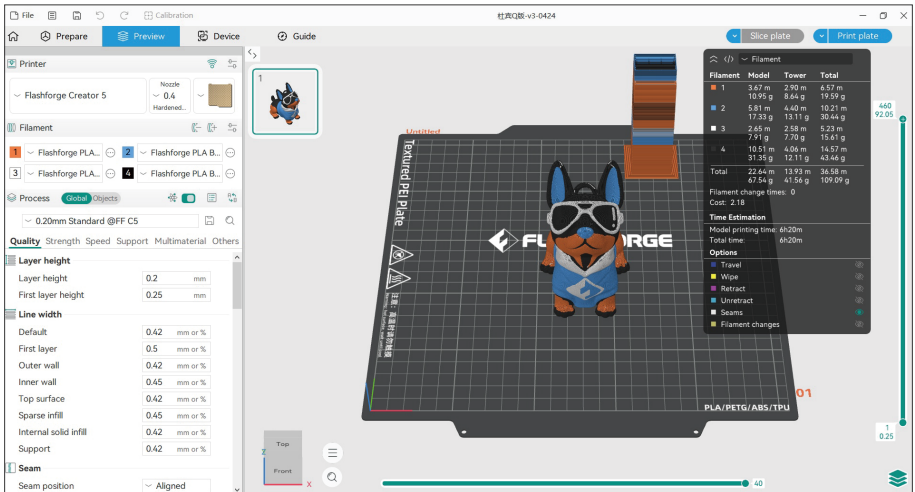 File
Calibration
杜宾Q版-v3-0424
Prepare
Preview
Device
Guide
Slice plate
Print plate
Printer
Flashforge Creator 5
Nozzle
0.4
Hardened...
Filament
1 Flashforge PLA...
2 Flashforge PLA B...
3 Flashforge PLA...
4 Flashforge PLA B...
Process Global Objects
0.20mm Standard @FF C5
Quality Strength Speed Support Multimaterial Others
Layer height
Layer height 0.2 mm
First layer height 0.25 mm
Line width
Default 0.42 mm or %
First layer 0.5 mm or %
Outer wall 0.42 mm or %
Inner wall 0.45 mm or %
Top surface 0.42 mm or %
Sparse infill 0.45 mm or %
Internal solid infill 0.42 mm or %
Support 0.42 mm or %
Seam
Seam position Aligned
1
Untitled
Textured PEI Plate
注意：高温时请勿触摸
FL
RGE
PLA/PETG/ABS/TPU
01
Top
Front
Z
X
40
Filament
Filament Model Tower Total
1 3.67 m 2.90 m 6.57 m
10.95 g 8.64 g 19.59 g
2 5.81 m 4.40 m 10.21 m
17.33 g 13.11 g 30.44 g
3 2.65 m 2.58 m 5.23 m
7.91 g 7.70 g 15.61 g
4 10.51 m 4.06 m 14.57 m
31.35 g 12.11 g 43.46 g
Total 22.64 m 13.93 m 36.58 m
67.54 g 41.56 g 109.09 g
Filament change times: 0
Cost: 2.18
Time Estimation
Model printing time: 6h20m
Total time: 6h20m
Options
Travel
Wipe
Retract
Unretract
Seams
Filament changes
460
92.05
1
0.25